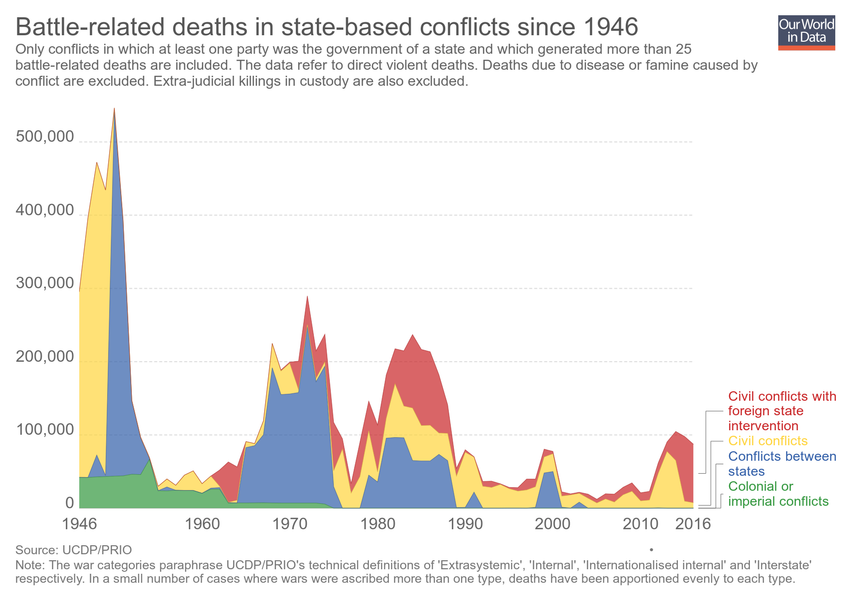 Battle-related deaths in state-based conflicts since 1946
Our World
in Data
Only conflicts in which at least one party was the government of a state and which generated more than 25
battle-related deaths are included. The data refer to direct violent deaths. Deaths due to disease or famine caused by
conflict are excluded. Extra-judicial killings in custody are also excluded.
500,000
400,000
300,000
200,000
100,000
0
1946
1960
1970
1980
1990
2000
2010
2016
Civil conflicts with
foreign state
intervention
Civil conflicts
Conflicts between
states
Colonial or
imperial conflicts
Source: UCDP/PRIO
•
Note: The war categories paraphrase UCDP/PRIO's technical definitions of 'Extrasystemic', 'Internal', 'Internationalised internal' and 'Interstate'
respectively. In a small number of cases where wars were ascribed more than one type, deaths have been apportioned evenly to each type.